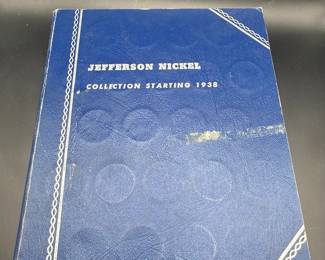 JEFFERSON NICKEL
COLLECTION STARTING 1938